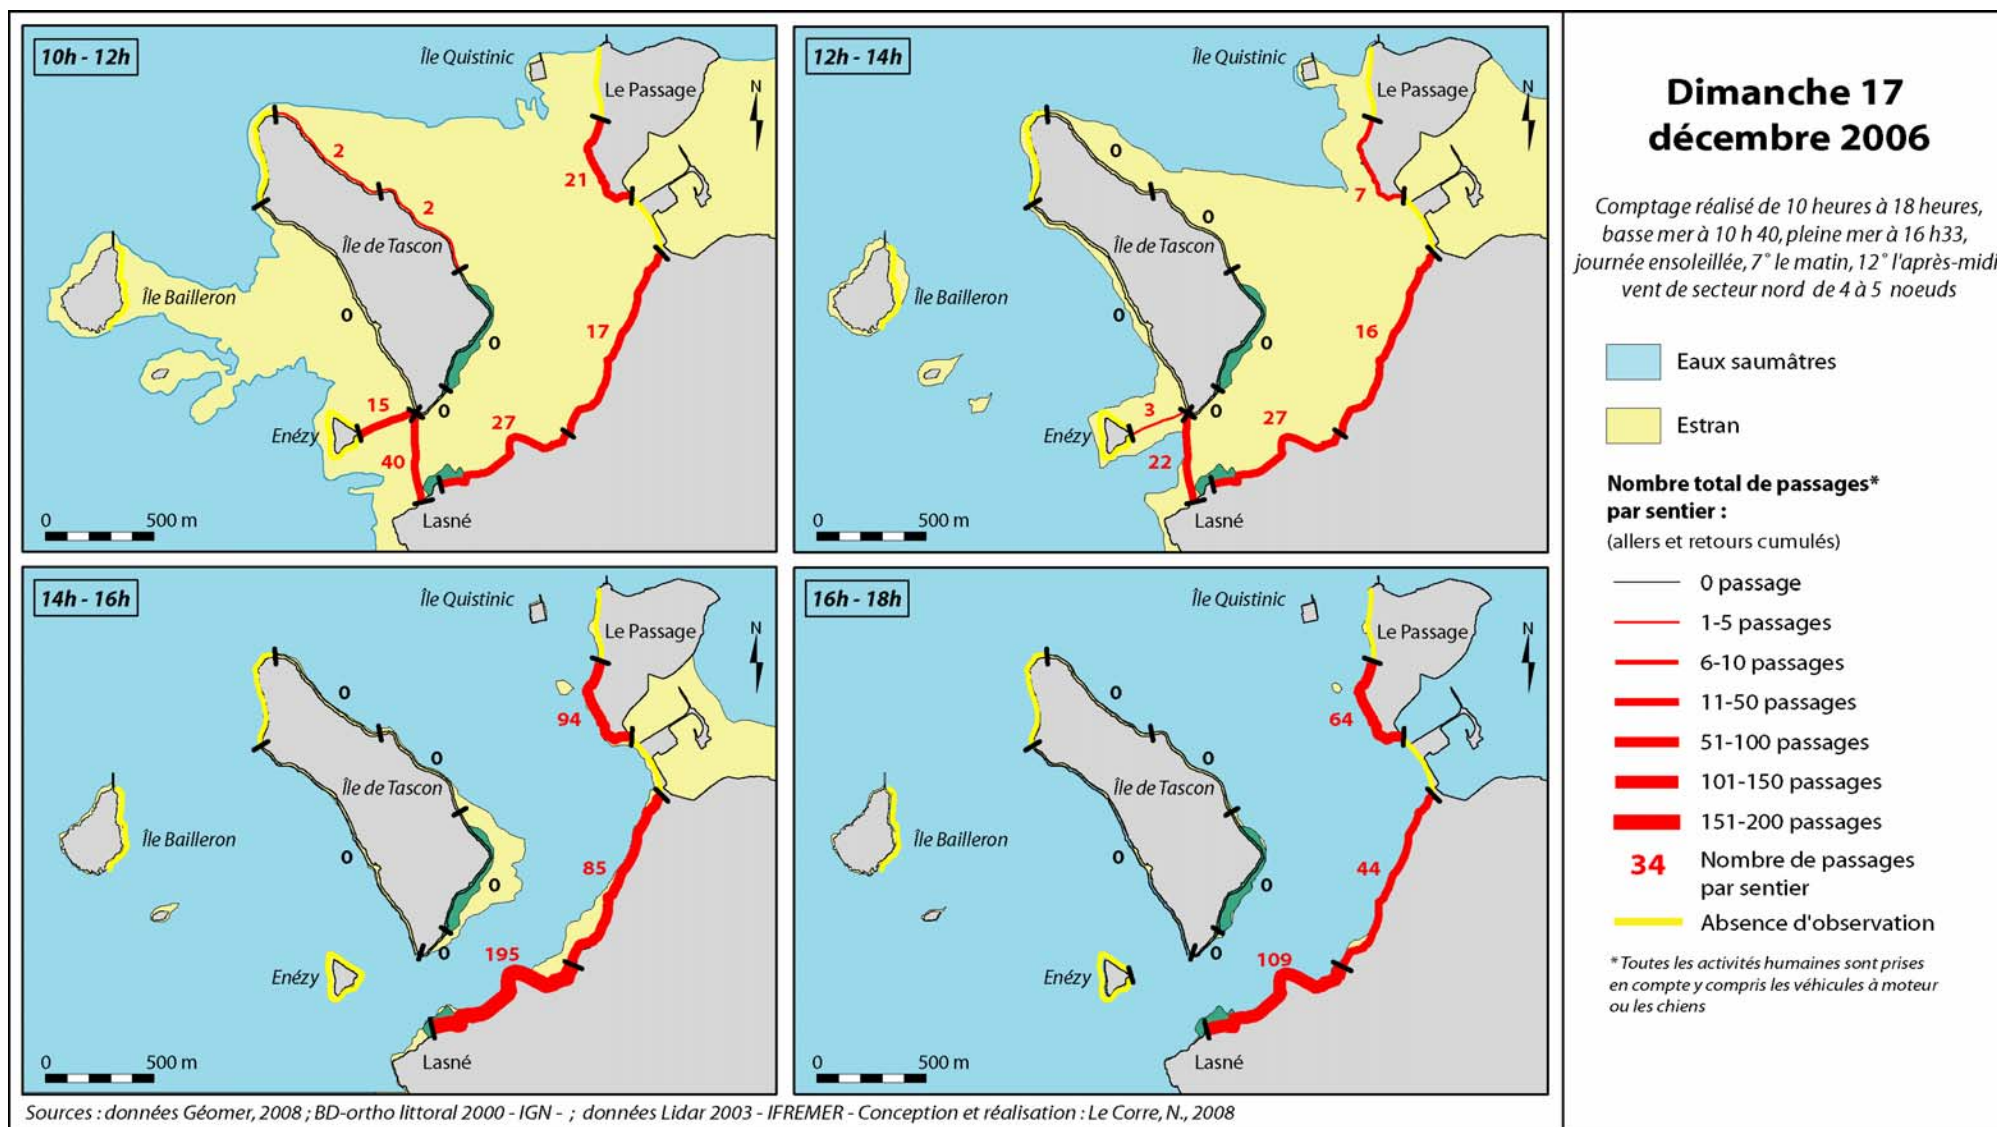 10h - 12h
Île Quistinic
Le Passage
N
2
21
2
Île de Tascon
Île Bailleron
0
17
0
15
0
27
Enézy
40
Lasné
0 500 m
12h - 14h
Île Quistinic
Le Passage
N
0
7
0
Île de Tascon
Île Bailleron
0
16
0
3
0
27
Enézy
22
Lasné
0 500 m
14h - 16h
Île Quistinic
Le Passage
N
0
94
0
Île de Tascon
Île Bailleron
0
85
0
195
0
Enézy
Lasné
0 500 m
16h - 18h
Île Quistinic
Le Passage
N
0
64
0
Île de Tascon
Île Bailleron
0
44
0
0
109
Enézy
Lasné
0 500 m
Sources : données Géomer, 2008 ; BD-ortho littoral 2000 - IGN - ; données Lidar 2003 - IFREMER - Conception et réalisation : Le Corre, N., 2008
Dimanche 17
décembre 2006
Comptage réalisé de 10 heures à 18 heures,
basse mer à 10 h 40, pleine mer à 16 h33,
journée ensoleillée, 7° le matin, 12° l'après-midi
vent de secteur nord de 4 à 5 noeuds
Eaux saumâtres
Estran
Nombre total de passages*
par sentier :
(allers et retours cumulés)
0 passage
1-5 passages
6-10 passages
11-50 passages
51-100 passages
101-150 passages
151-200 passages
34 Nombre de passages
par sentier
Absence d'observation
* Toutes les activités humaines sont prises
en compte y compris les véhicules à moteur
ou les chiens